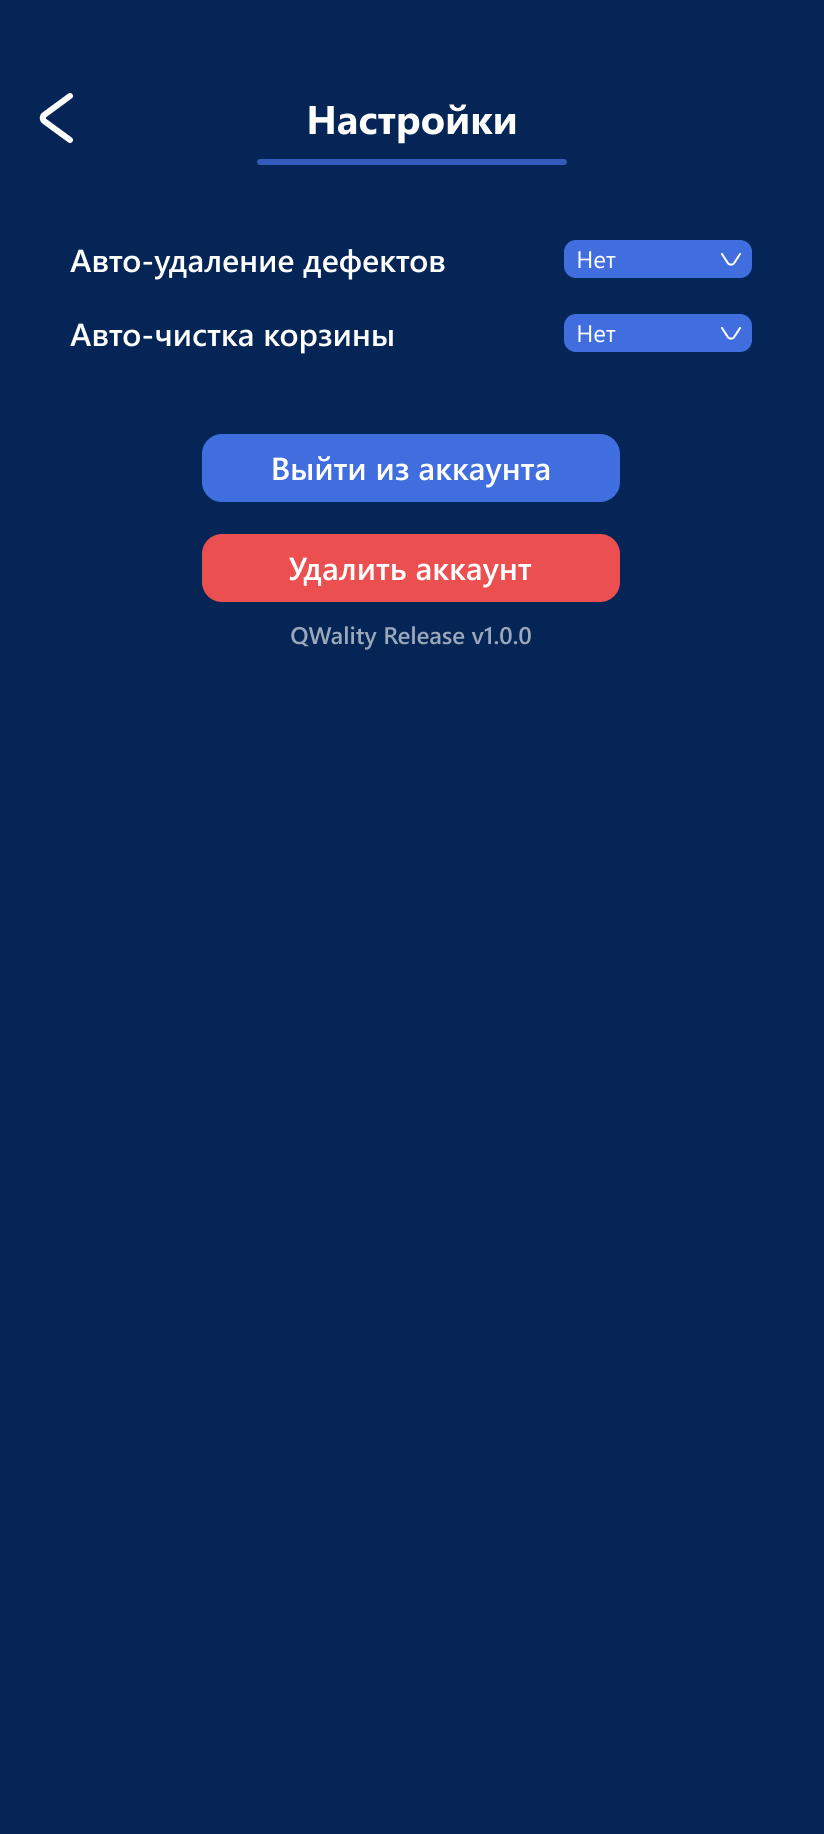 Настройки
Авто-удаление дефектов
Нет
Авто-чистка корзины
Нет
Выйти из аккаунта
Удалить аккаунт
QWality Release v1.0.0